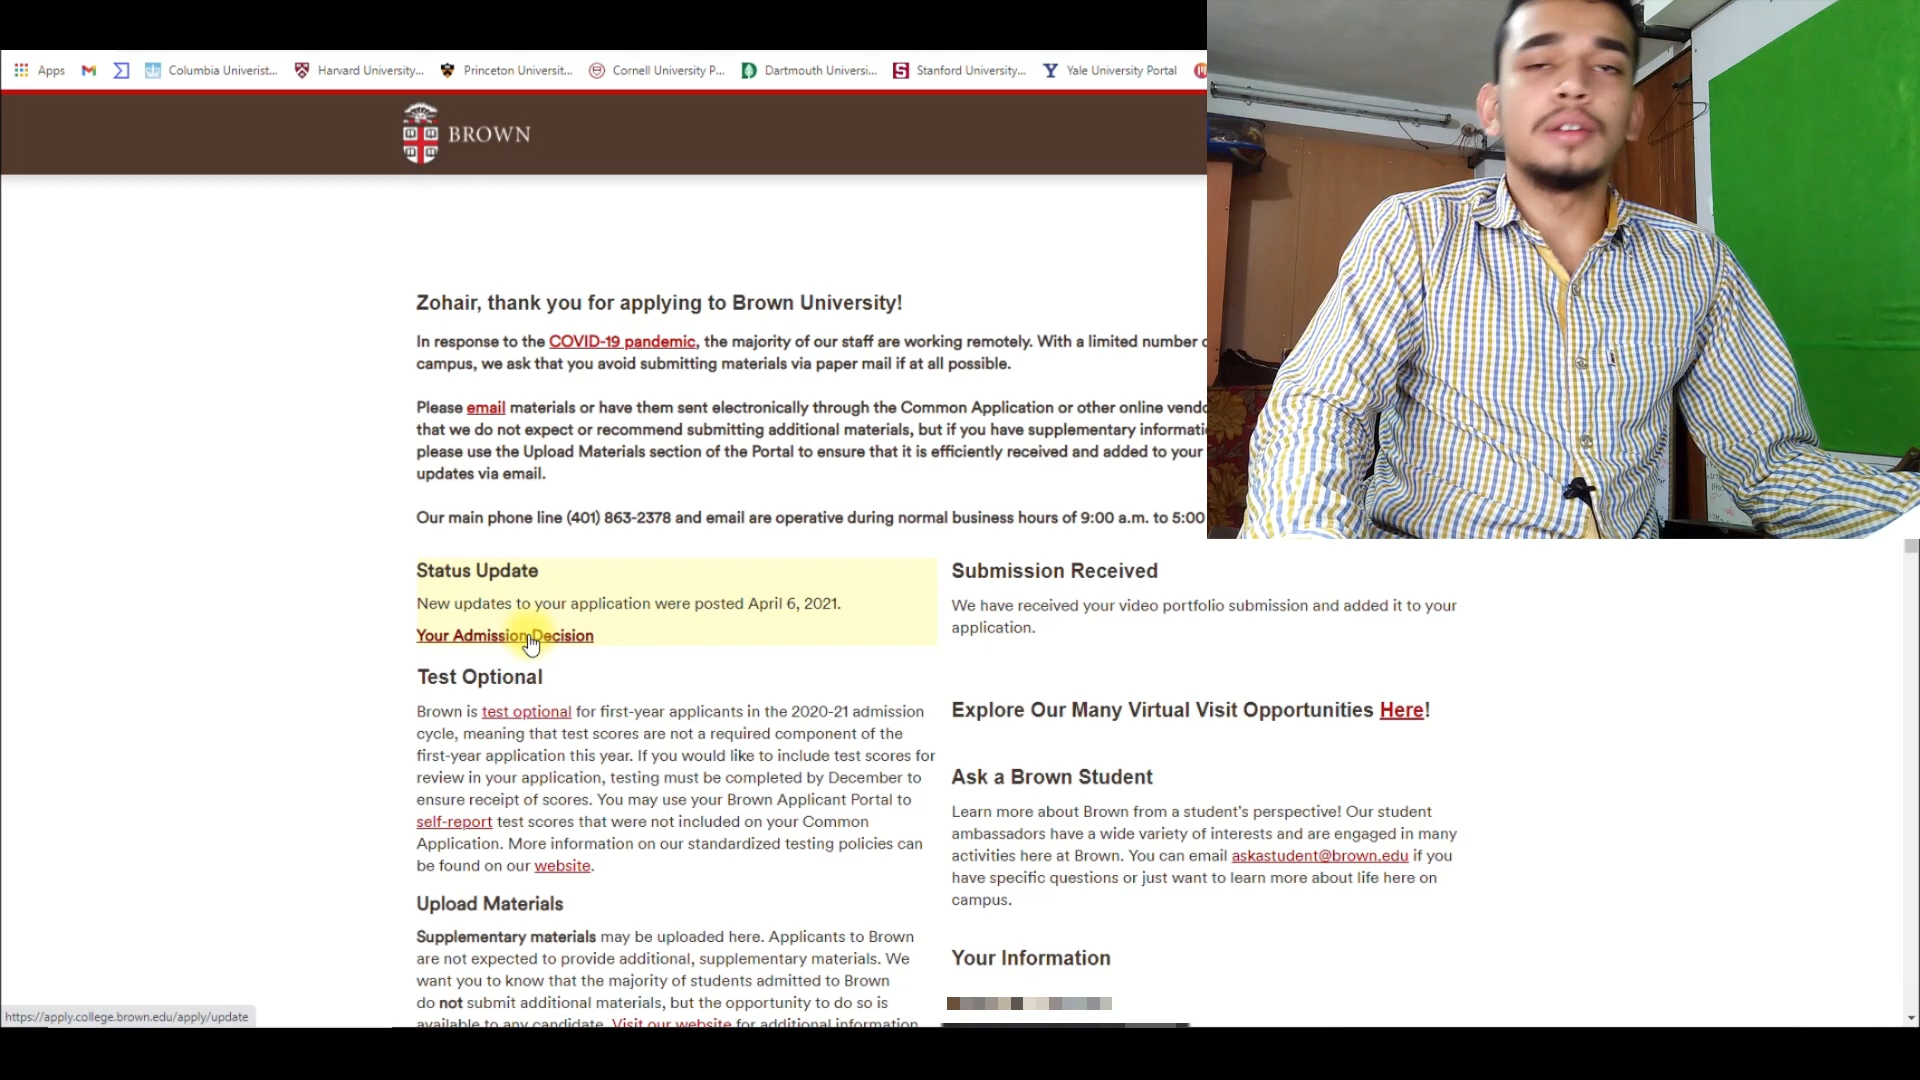 Apps
Columbia Univerist...
Harvard University...
Princeton Universit...
Cornell University P...
Dartmouth Universi...
Stanford University...
Yale University Portal
BROWN
Zohair, thank you for applying to Brown University!
In response to the COVID-19 pandemic, the majority of our staff are working remotely. With a limited number
campus, we ask that you avoid submitting materials via paper mail if at all possible.
Please email materials or have them sent electronically through the Common Application or other online
that we do not expect or recommend submitting additional materials, but if you have supplementary
please use the Upload Materials section of the Portal to ensure that it is efficiently received and added to your
updates via email.
Our main phone line (401) 863-2378 and email are operative during normal business hours of 9:00 a.m. to 5:00
Status Update
New updates to your application were posted April 6, 2021.
Your Admission Decision
Test Optional
Brown is test optional for first-year applicants in the 2020-21 admission
cycle, meaning that test scores are not a required component of the
first-year application this year. If you would like to include test scores for
review in your application, testing must be completed by December to
ensure receipt of scores. You may use your Brown Applicant Portal to
self-report test scores that were not included on your Common
Application. More information on our standardized testing policies can
be found on our website.
Upload Materials
Supplementary materials may be uploaded here. Applicants to Brown
are not expected to provide additional, supplementary materials. We
want you to know that the majority of students admitted to Brown
do not submit additional materials, but the opportunity to do so is
available to any candidate. Visit our website for additional information
Submission Received
We have received your video portfolio submission and added it to your
application.
Explore Our Many Virtual Visit Opportunities Here!
Ask a Brown Student
Learn more about Brown from a student's perspective! Our student
ambassadors have a wide variety of interests and are engaged in many
activities here at Brown. You can email askastudent@brown.edu if you
have specific questions or just want to learn more about life here on
campus.
Your Information
https://apply.college.brown.edu/apply/update